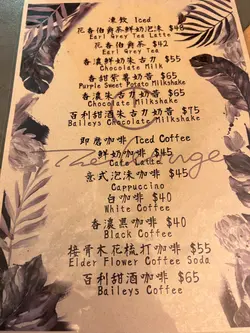 凍飲 Iced
花香伯爵茶鮮奶泡沫 $48
Earl Grey Tea Latte
花香伯爵茶 $42
Earl Grey Tea
香濃鮮奶朱古力 $55
Chocolate Milk
香甜紫薯奶昔 $65
Purple Sweet Potato Milkshake
香濃朱古力奶昔 $65
Chocolate Milkshake
百利甜酒朱古力奶昔 $75
Baileys Chocolate Milkshake
即磨咖啡 Iced Coffee
鮮奶咖啡 $45
Cafe Latte
意式泡沫咖啡 $45
Cappuccino
白咖啡 $40
White Coffee
香濃黑咖啡 $40
Black Coffee
接骨木花梳打咖啡 $55
Elder Flower Coffee Soda
百利甜酒咖啡 $65
Baileys Coffee